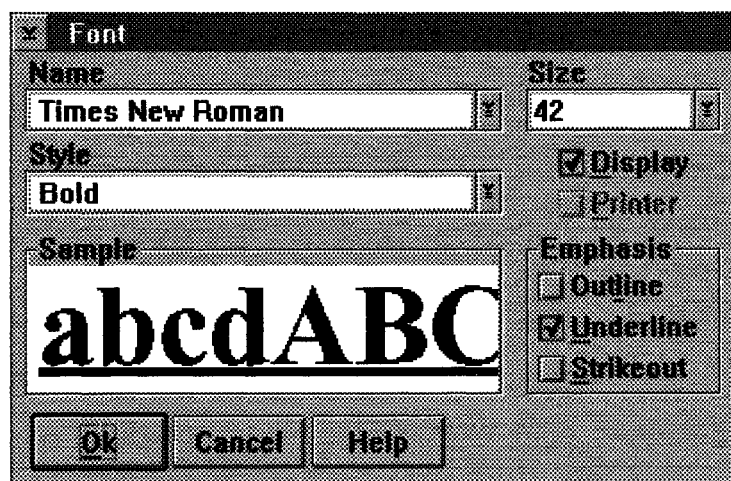 Font
Name
Size
Times New Roman
42
Style
Display
Bold
Printer
Sample
Emphasis
abcdABC
Outline
Underline
Strikeout
Ok
Cancel
Help